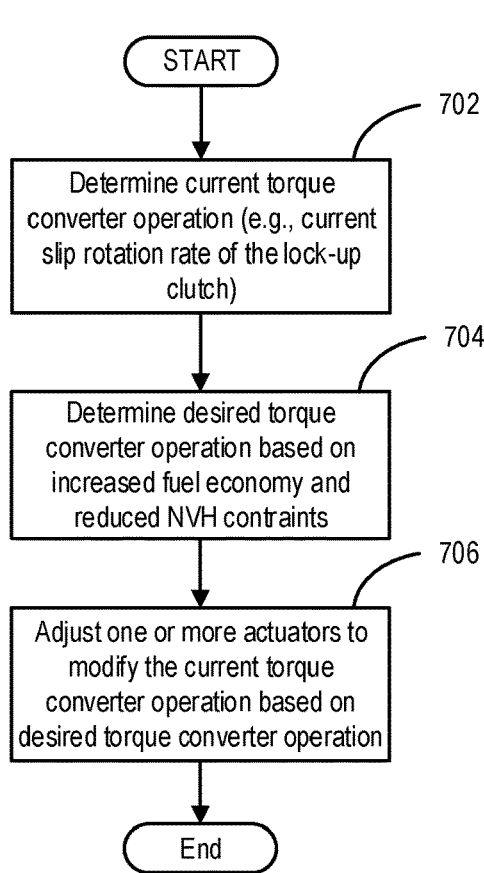 START
702
Determine current torque
converter operation (e.g., current
slip rotation rate of the lock-up
clutch)
704
Determine desired torque
converter operation based on
increased fuel economy and
reduced NVH contraints
706
Adjust one or more actuators to
modify the current torque
converter operation based on
desired torque converter operation
End